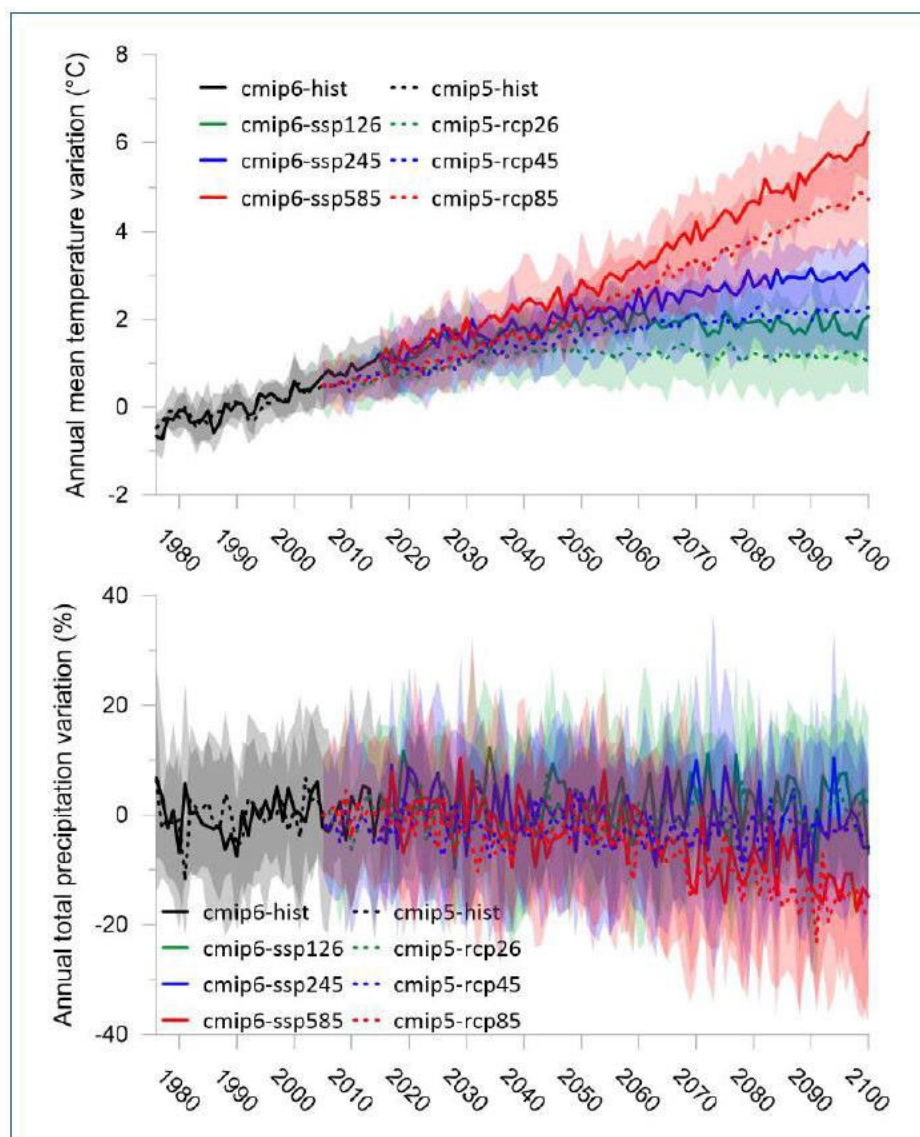 Annual mean temperature variation (°C)
8
6
4
2
0
-2
cmip6-hist cmip5-hist
cmip6-ssp126 cmip5-rcp26
cmip6-ssp245 cmip5-rcp45
cmip6-ssp585 cmip5-rcp85
1980 1990 2000 2010 2020 2030 2040 2050 2060 2070 2080 2090 2100
Annual total precipitation variation (%)
40
20
0
-20
-40
cmip6-hist cmip5-hist
cmip6-ssp126 cmip5-rcp26
cmip6-ssp245 cmip5-rcp45
cmip6-ssp585 cmip5-rcp85
1980 1990 2000 2010 2020 2030 2040 2050 2060 2070 2080 2090 2100